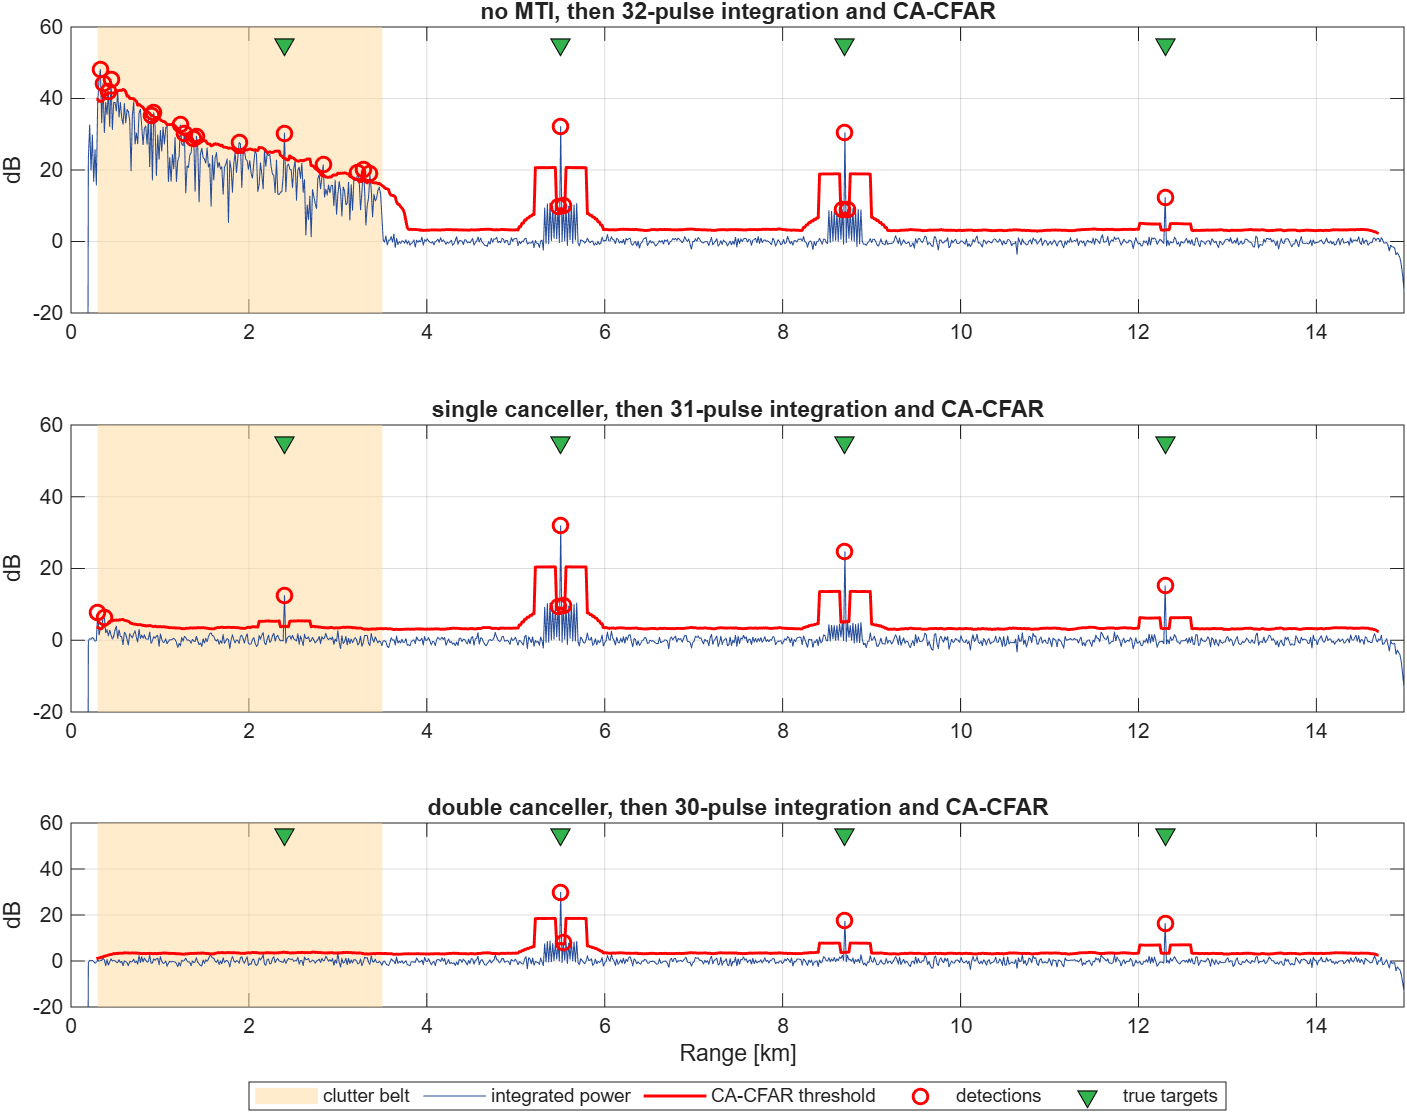 no MTI, then 32-pulse integration and CA-CFAR
60
40
20
0
-20
dB
0 2 4 6 8 10 12 14
single canceller, then 31-pulse integration and CA-CFAR
60
40
20
0
-20
dB
0 2 4 6 8 10 12 14
double canceller, then 30-pulse integration and CA-CFAR
60
40
20
0
-20
dB
0 2 4 6 8 10 12 14
Range [km]
clutter belt integrated power CA-CFAR threshold detections true targets